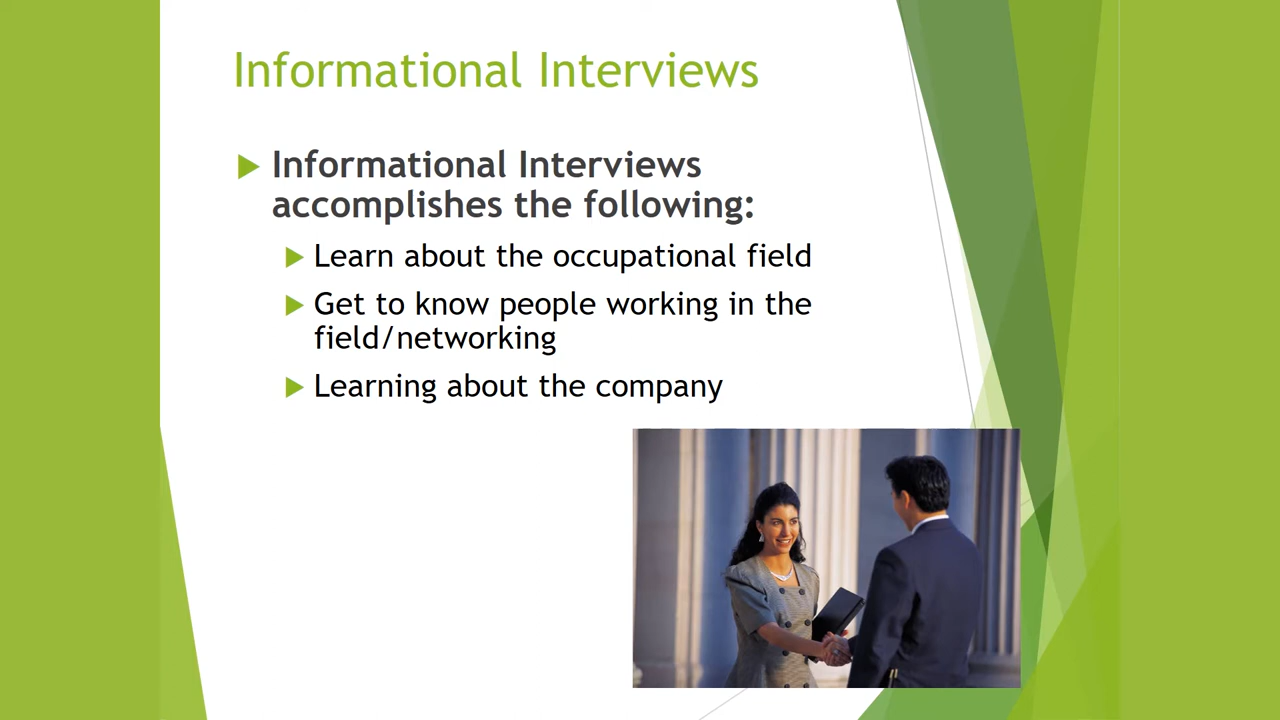 Informational Interviews
Informational Interviews
accomplishes the following:
Learn about the occupational field
Get to know people working in the
field/networking
Learning about the company